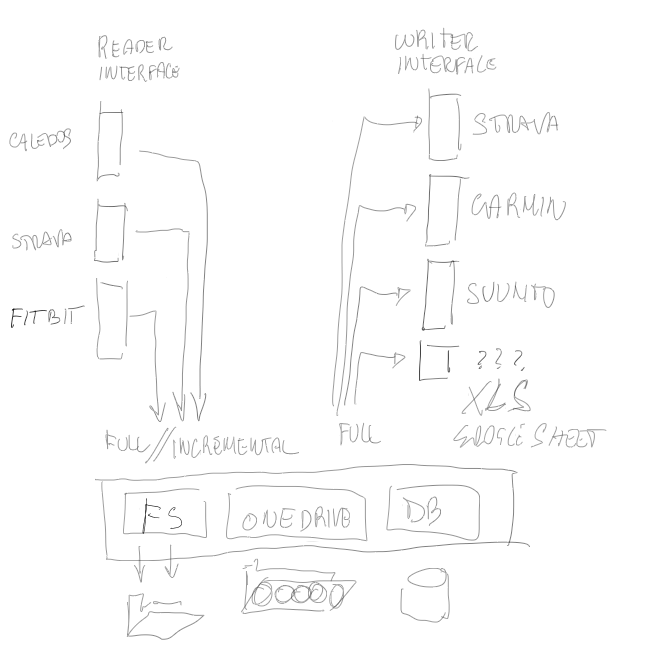 READER
INTERFACE
WRITER
INTERFACE
CALEDOS
STRAVA
FITBIT
STRAVA
GARMIN
SUUNTO
???
XLS
GOOGLE SHEET
FULL//INCREMENTAL
FULL
FS
ONEDRIVE
DB